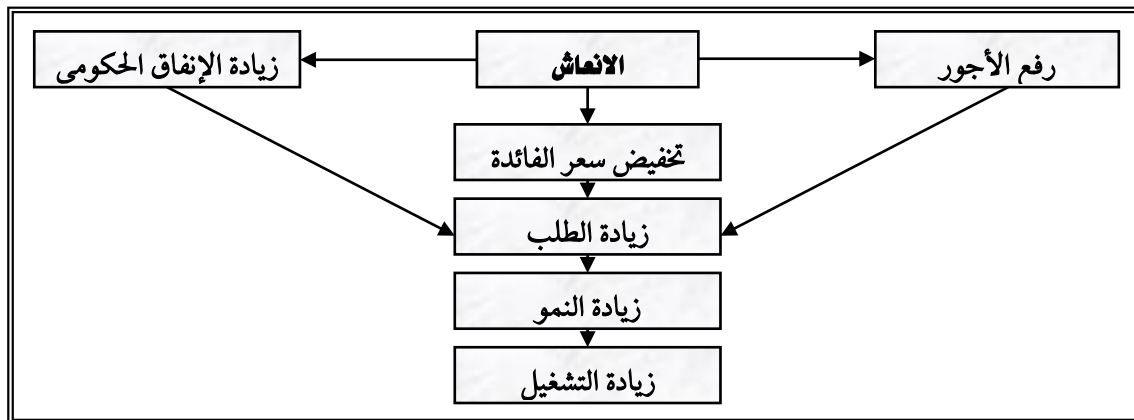 رفع الأجور
الانعاش
زيادة الإنفاق الحكومى
تخفيض سعر الفائدة
زيادة الطلب
زيادة النمو
زيادة التشغيل